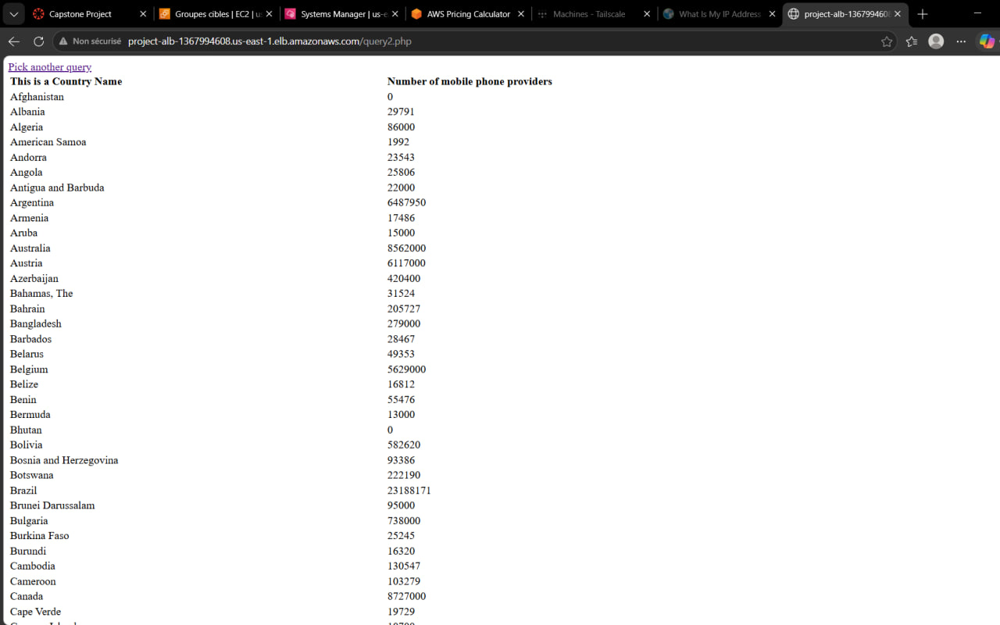 Capstone Project
Groupes cibles | EC2 | us
Systems Manager | us-e
AWS Pricing Calculator
Machines - Tailscale
What Is My IP Address
project-alb-1367994608
Non sécurisé project-alb-1367994608.us-east-1.elb.amazonaws.com/query2.php
Pick another query
This is a Country Name Number of mobile phone providers
Afghanistan 0
Albania 29791
Algeria 86000
American Samoa 1992
Andorra 23543
Angola 25806
Antigua and Barbuda 22000
Argentina 6487950
Armenia 17486
Aruba 15000
Australia 8562000
Austria 6117000
Azerbaijan 420400
Bahamas, The 31524
Bahrain 205727
Bangladesh 279000
Barbados 28467
Belarus 49353
Belgium 5629000
Belize 16812
Benin 55476
Bermuda 13000
Bhutan 0
Bolivia 582620
Bosnia and Herzegovina 93386
Botswana 222190
Brazil 23188171
Brunei Darussalam 95000
Bulgaria 738000
Burkina Faso 25245
Burundi 16320
Cambodia 130547
Cameroon 103279
Canada 8727000
Cape Verde 19729